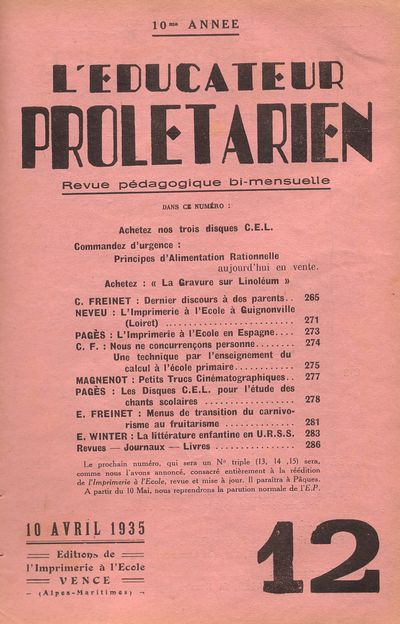 10me ANNEE
L'EDUCATEUR
PROLETARIEN
Revue pédagogique bi-mensuelle
DANS CE NUMÉRO :
Achetez nos trois disques C.E.L.
Commandez d'urgence :
Principes d'Alimentation Rationnelle
aujourd'hui en vente.
Achetez : « La Gravure sur Linoléum »
C. FREINET : Dernier discours à des parents.. 265
NEVEU : L'Imprimerie à l'Ecole à Guignonville
(Loiret) .......................... 271
PAGÈS : L'Imprimerie à l'Ecole en Espagne.... 273
C. F. : Nous ne concurrençons personne........ 274
Une technique par l'enseignement du
calcul à l'école primaire............ 275
MAGNENOT : Petits Trucs Cinématographiques.. 277
PAGÈS : Les Disques C.E.L. pour l'étude des
chants scolaires .................. 278
E. FREINET : Menus de transition du carnivo-
risme au fruitarisme .............. 281
E. WINTER : La littérature enfantine en U.R.S.S. 283
Revues — Journaux — Livres .................. 286
Le prochain numéro, qui sera un No triple (13, 14 ,15) sera,
comme nous l'avons annoncé, consacré entièrement à la réédition
de l'Imprimerie à l'Ecole, revue et mise à jour. Il paraîtra à Pâques.
A partir du 10 Mai, nous reprendrons la parution normale de l'E.P.
10 AVRIL 1935
Editions de
l'Imprimerie à l'Ecole
VENCE
(Alpes-Maritimes)
12